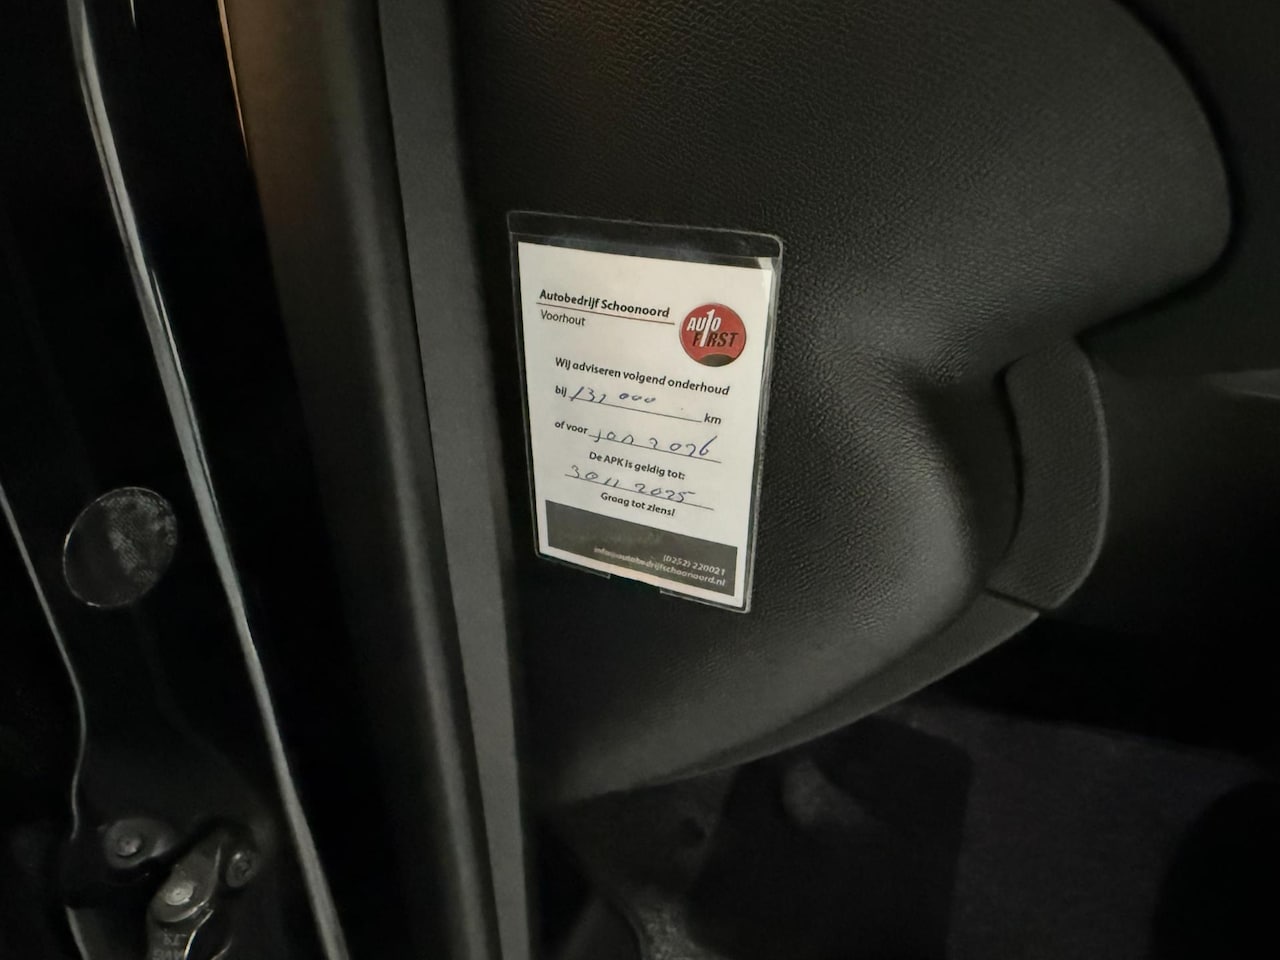 Autobedrijf Schoonoord
Voorhout
AUTO FIRST
Wij adviseren volgend onderhoud
bij 131 000 km
of voor jan 2026
De APK is geldig tot:
30 11 2025
Graag tot ziens!
(0252) 220021
info@autobedrijfschoonoord.nl